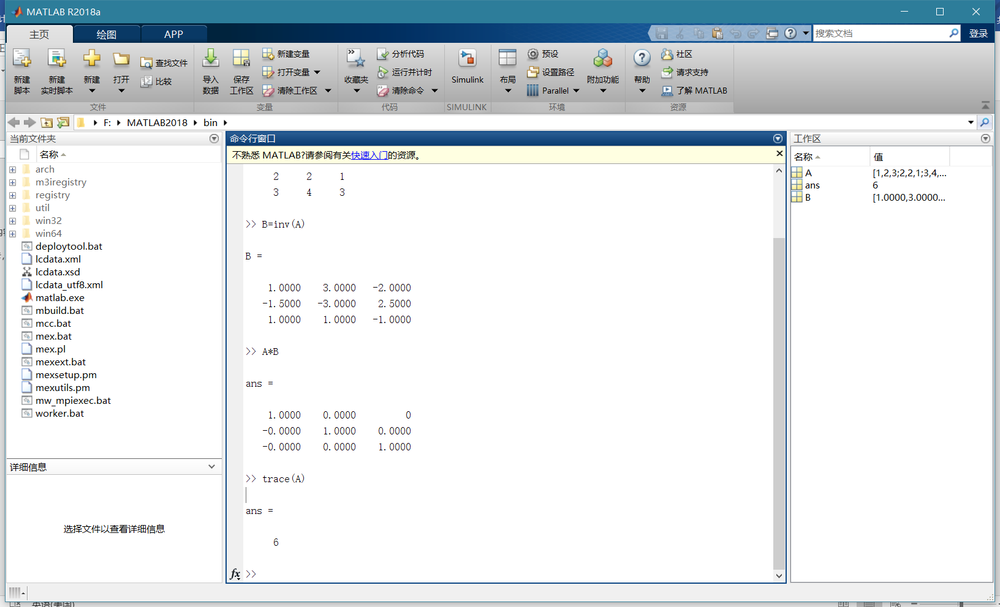 MATLAB R2018a
主页 绘图 APP
搜索文档 登录
新建脚本 新建实时脚本 新建 打开 查找文件 比较
导入数据 保存工作区 新建变量 打开变量 清除工作区
收藏夹 分析代码 运行并计时 清除命令
Simulink
布局 预设 设置路径 Parallel 附加功能
帮助 社区 请求支持 了解 MATLAB
文件 变量 代码 SIMULINK 环境 资源
F: MATLAB2018 bin
当前文件夹
名称
arch
m3iregistry
registry
util
win32
win64
deploytool.bat
lcdata.xml
lcdata.xsd
lcdata_utf8.xml
matlab.exe
mbuild.bat
mcc.bat
mex.bat
mex.pl
mexext.bat
mexsetup.pm
mexutils.pm
mw_mpiexec.bat
worker.bat
详细信息
选择文件以查看详细信息
命令行窗口
不熟悉 MATLAB?请参阅有关快速入门的资源。
2 2 1
3 4 3
>> B=inv(A)
B =
1.0000 3.0000 -2.0000
-1.5000 -3.0000 2.5000
1.0000 1.0000 -1.0000
>> A*B
ans =
1.0000 0.0000 0
-0.0000 1.0000 0.0000
-0.0000 0.0000 1.0000
>> trace(A)
ans =
6
fx >>
工作区
名称 值
A [1,2,3;2,2,1;3,4,...
ans 6
B [1.0000,3.0000...
英语(美国)